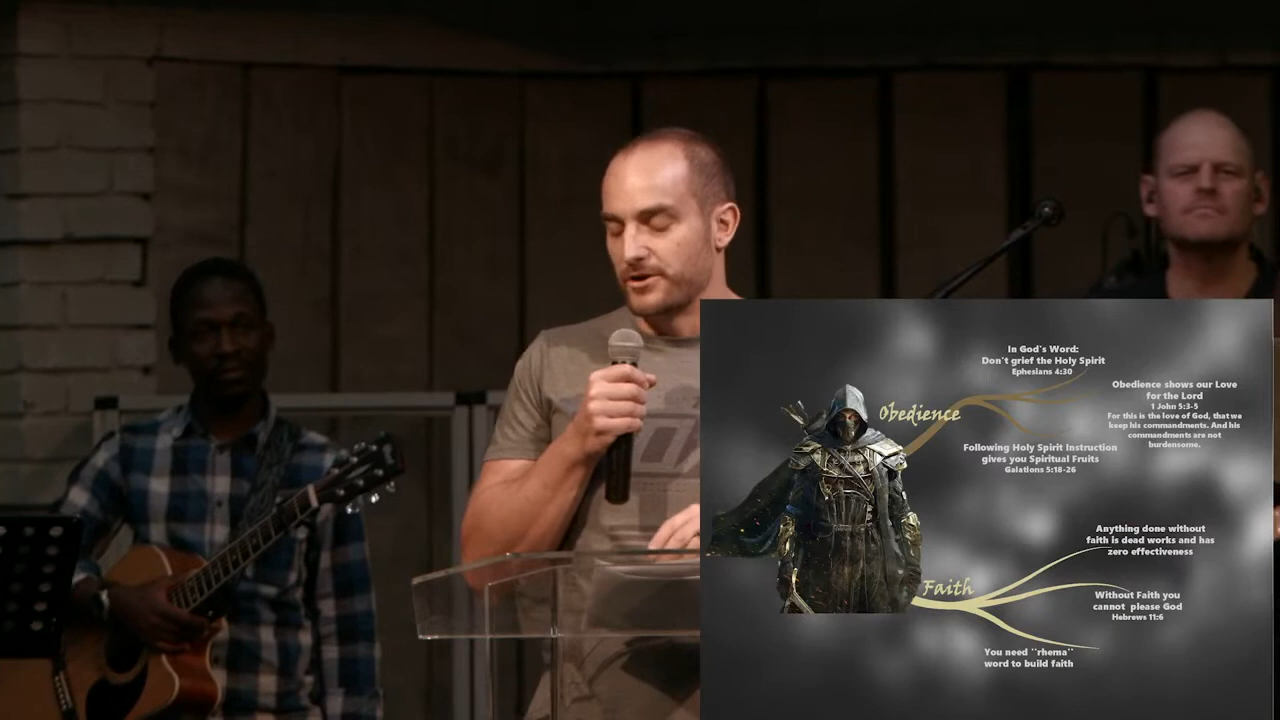 In God's Word:
Don't grief the Holy Spirit
Ephesians 4:30
Obedience
Obedience shows our Love
for the Lord
1 John 5:3-5
For this is the love of God, that we
keep his commandments. And his
commandments are not
burdensome.
Following Holy Spirit Instruction
gives you Spiritual Fruits
Galations 5:18-26
Anything done without
faith is dead works and has
zero effectiveness
Faith
Without Faith you
cannot please God
Hebrews 11:6
You need "rhema"
word to build faith